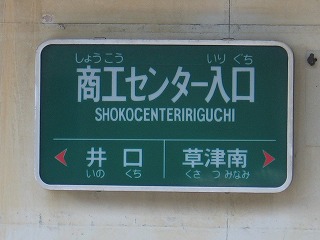 しょうこう いりぐち
商工センター入口
SHOKOCENTERIRIGUCHI
井口 草津南
いのくち くさつみなみ